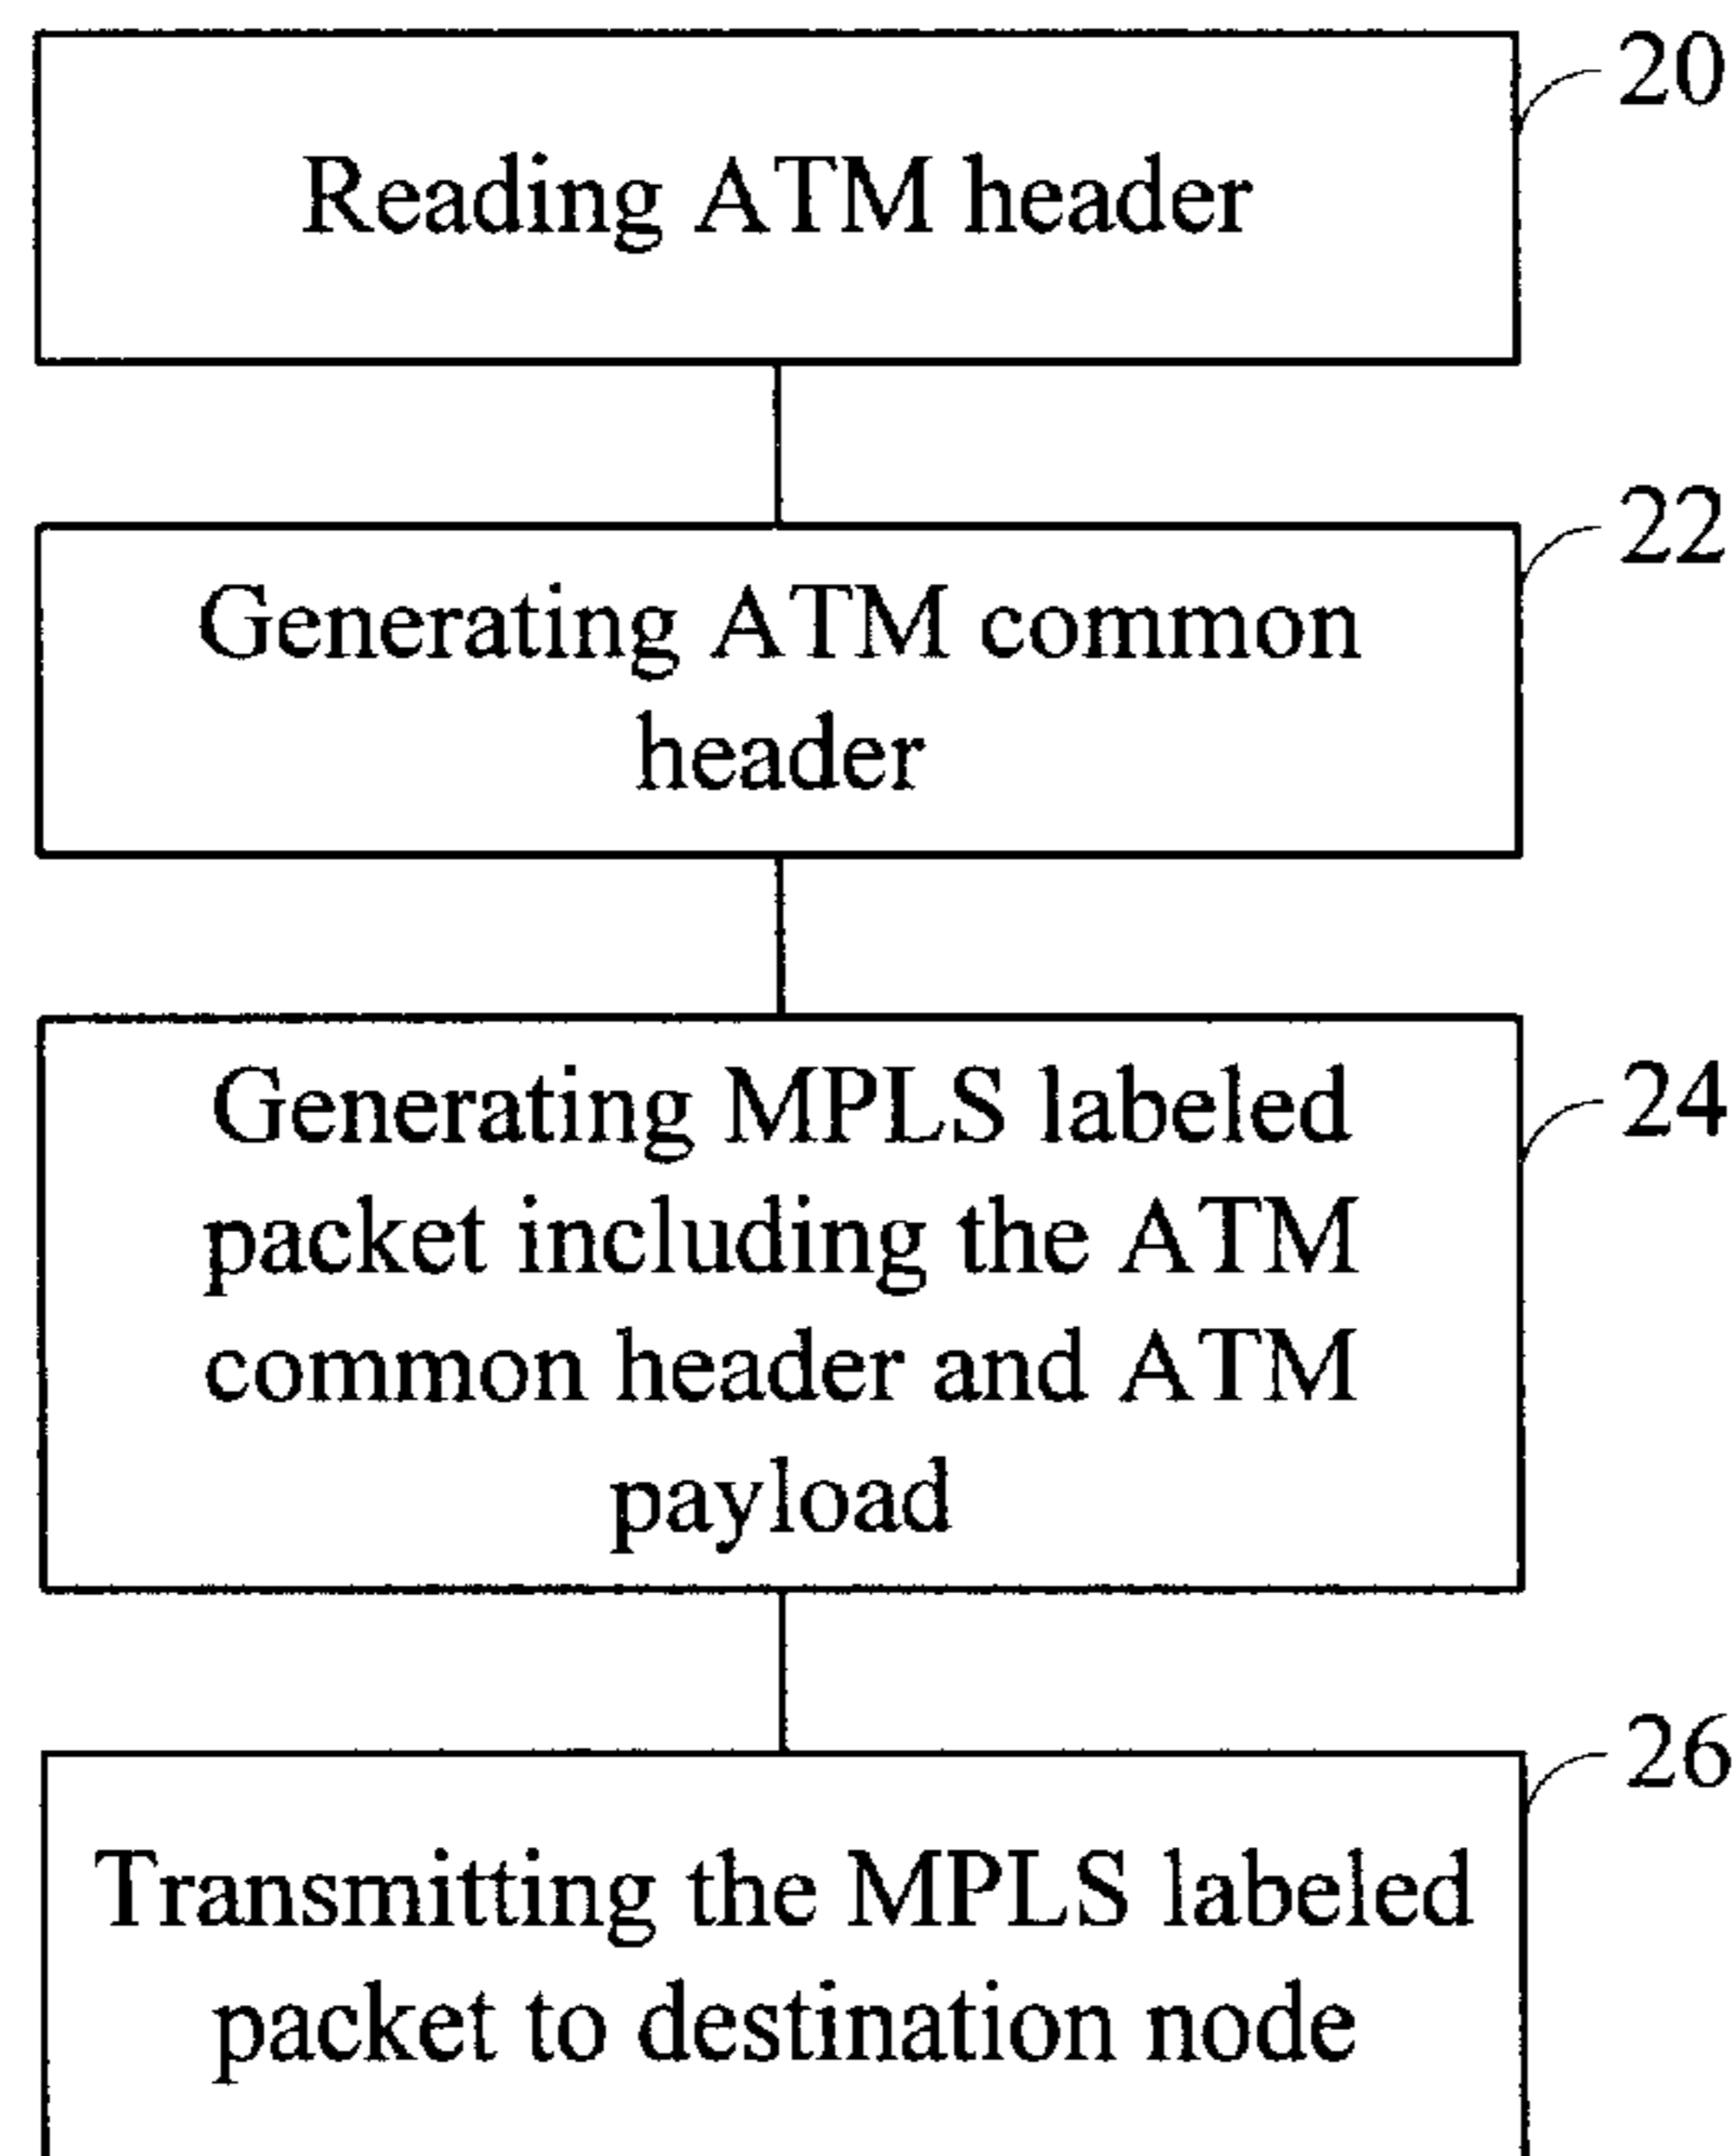 20
Reading ATM header
22
Generating ATM common
header
24
Generating MPLS labeled
packet including the ATM
common header and ATM
payload
26
Transmitting the MPLS labeled
packet to destination node